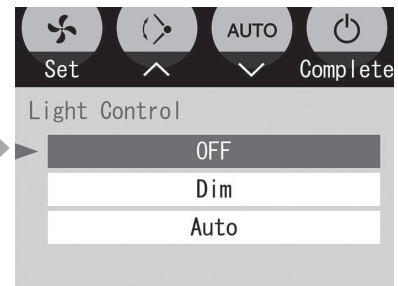 AUTO
Set Complete
Light Control
OFF
Dim
Auto